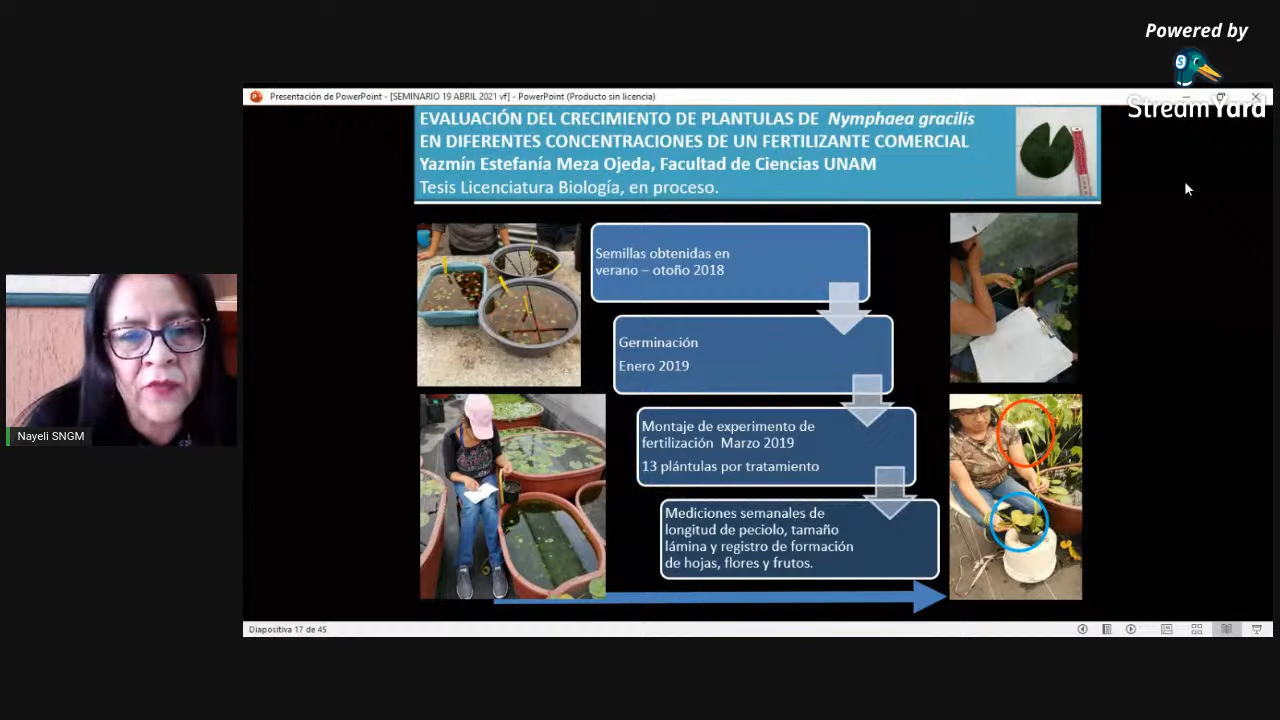 Powered by
StreamYard
Presentación de PowerPoint - [SEMINARIO 19 ABRIL 2021 vf] - PowerPoint (Producto sin licencia)
EVALUACIÓN DEL CRECIMIENTO DE PLANTULAS DE Nymphaea gracilis
EN DIFERENTES CONCENTRACIONES DE UN FERTILIZANTE COMERCIAL
Yazmín Estefanía Meza Ojeda, Facultad de Ciencias UNAM
Tesis Licenciatura Biología, en proceso.
Semillas obtenidas en
verano – otoño 2018
Germinación
Enero 2019
Montaje de experimento de
fertilización Marzo 2019
13 plántulas por tratamiento
Mediciones semanales de
longitud de peciolo, tamaño
lámina y registro de formación
de hojas, flores y frutos.
Nayeli SNGM
Diapositiva 17 de 45